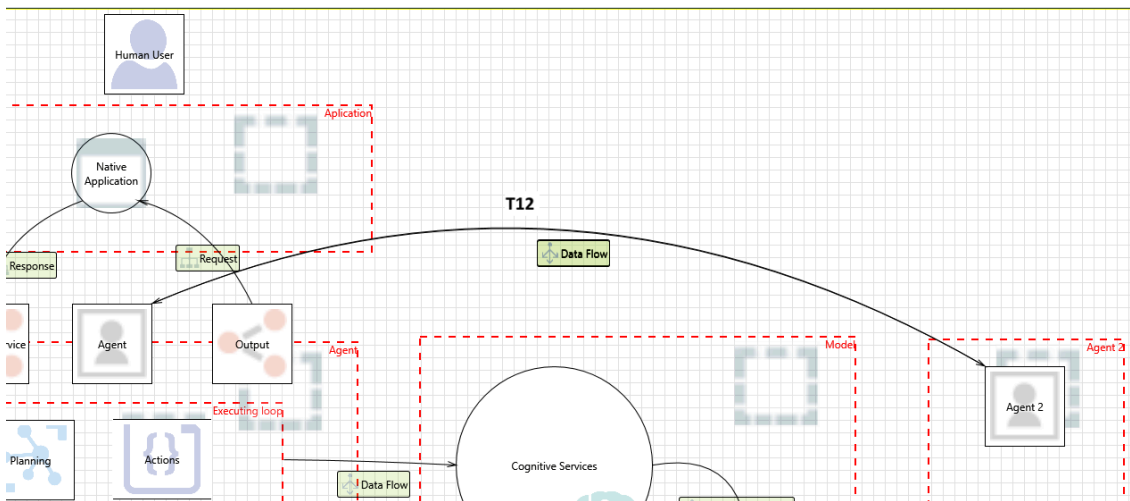 Human User
Aplication
Native
Application
T12
Data Flow
Response
Request
vice
Agent
Output
Agent
Model
Agent 2
Executing loop
Agent 2
Planning
Actions
Cognitive Services
Data Flow